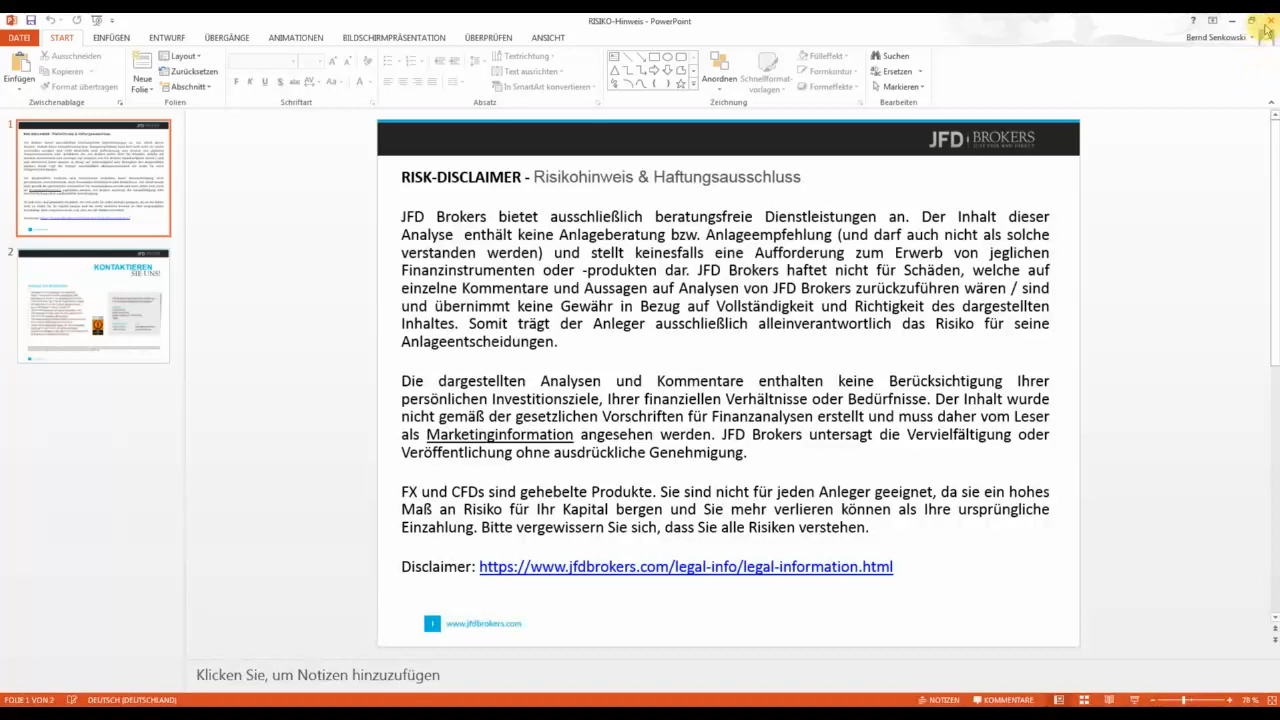 RISIKO-Hinweis - PowerPoint
?
DATEI START EINFÜGEN ENTWURF ÜBERGÄNGE ANIMATIONEN BILDSCHIRMPRÄSENTATION ÜBERPRÜFEN ANSICHT
Bernd Senkowski
Einfügen
Ausschneiden
Kopieren
Format übertragen
Zwischenablage
Neue
Folie
Layout
Zurücksetzen
Abschnitt
Folien
F K U S abc AV Aa A
Schriftart
Textrichtung
Text ausrichten
In SmartArt konvertieren
Absatz
Anordnen
Schnellformat-
vorlagen
Fülleffekt
Formkontur
Formeffekte
Zeichnung
Suchen
Ersetzen
Markieren
Bearbeiten
1
2
KONTAKTIEREN
SIE UNS!
JFD BROKERS
JUST FAIR AND DIRECT
RISK-DISCLAIMER - Risikohinweis & Haftungsausschluss
JFD Brokers bietet ausschließlich beratungsfreie Dienstleistungen an. Der Inhalt dieser
Analyse enthält keine Anlageberatung bzw. Anlageempfehlung (und darf auch nicht als solche
verstanden werden) und stellt keinesfalls eine Aufforderung zum Erwerb von jeglichen
Finanzinstrumenten oder -produkten dar. JFD Brokers haftet nicht für Schäden, welche auf
einzelne Kommentare und Aussagen auf Analysen von JFD Brokers zurückzuführen wären / sind
und übernimmt keine Gewähr in Bezug auf Vollständigkeit und Richtigkeit des dargestellten
Inhaltes. Somit trägt der Anleger ausschließlich alleinverantwortlich das Risiko für seine
Anlageentscheidungen.
Die dargestellten Analysen und Kommentare enthalten keine Berücksichtigung Ihrer
persönlichen Investitionsziele, Ihrer finanziellen Verhältnisse oder Bedürfnisse. Der Inhalt wurde
nicht gemäß der gesetzlichen Vorschriften für Finanzanalysen erstellt und muss daher vom Leser
als Marketinginformation angesehen werden. JFD Brokers untersagt die Vervielfältigung oder
Veröffentlichung ohne ausdrückliche Genehmigung.
FX und CFDs sind gehebelte Produkte. Sie sind nicht für jeden Anleger geeignet, da sie ein hohes
Maß an Risiko für Ihr Kapital bergen und Sie mehr verlieren können als Ihre ursprüngliche
Einzahlung. Bitte vergewissern Sie sich, dass Sie alle Risiken verstehen.
Disclaimer: https://www.jfdbrokers.com/legal-info/legal-information.html
1 www.jfdbrokers.com
Klicken Sie, um Notizen hinzuzufügen
FOLIE 1 VON 2 DEUTSCH (DEUTSCHLAND) NOTIZEN KOMMENTARE 78 %